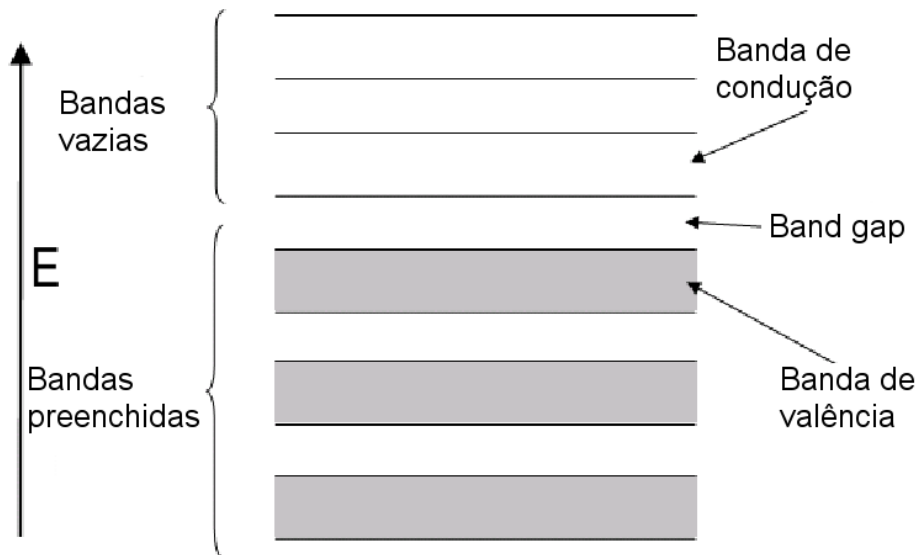 Bandas
vazias
Banda de
condução
Band gap
E
Bandas
preenchidas
Banda de
valência